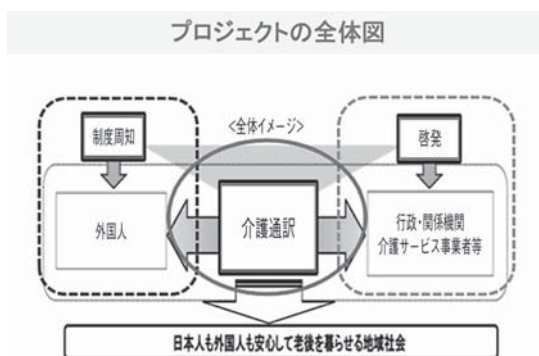 プロジェクトの全体図
<全体イメージ>
制度周知
啓発
外国人
介護通訳
行政・関係機関
介護サービス事業者等
日本人も外国人も安心して老後を暮らせる地域社会